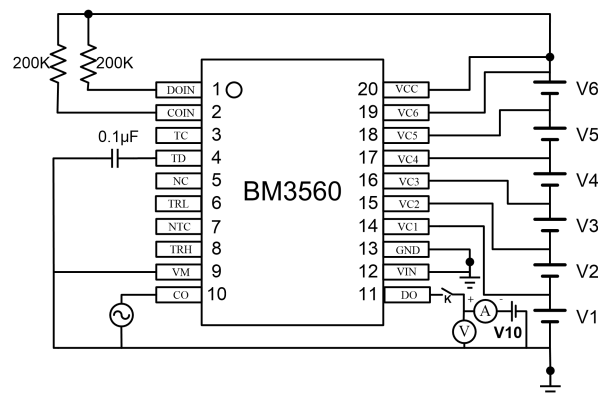 200K
200K
DOIN 1
COIN 2
TC 3
0.1μF
TD 4
NC 5
TRL 6
NTC 7
TRH 8
VM 9
CO 10
BM3560
20 VCC
19 VC6
18 VC5
17 VC4
16 VC3
15 VC2
14 VC1
13 GND
12 VIN
11 DO
K
+
A
-
V
V10
V6
V5
V4
V3
V2
V1